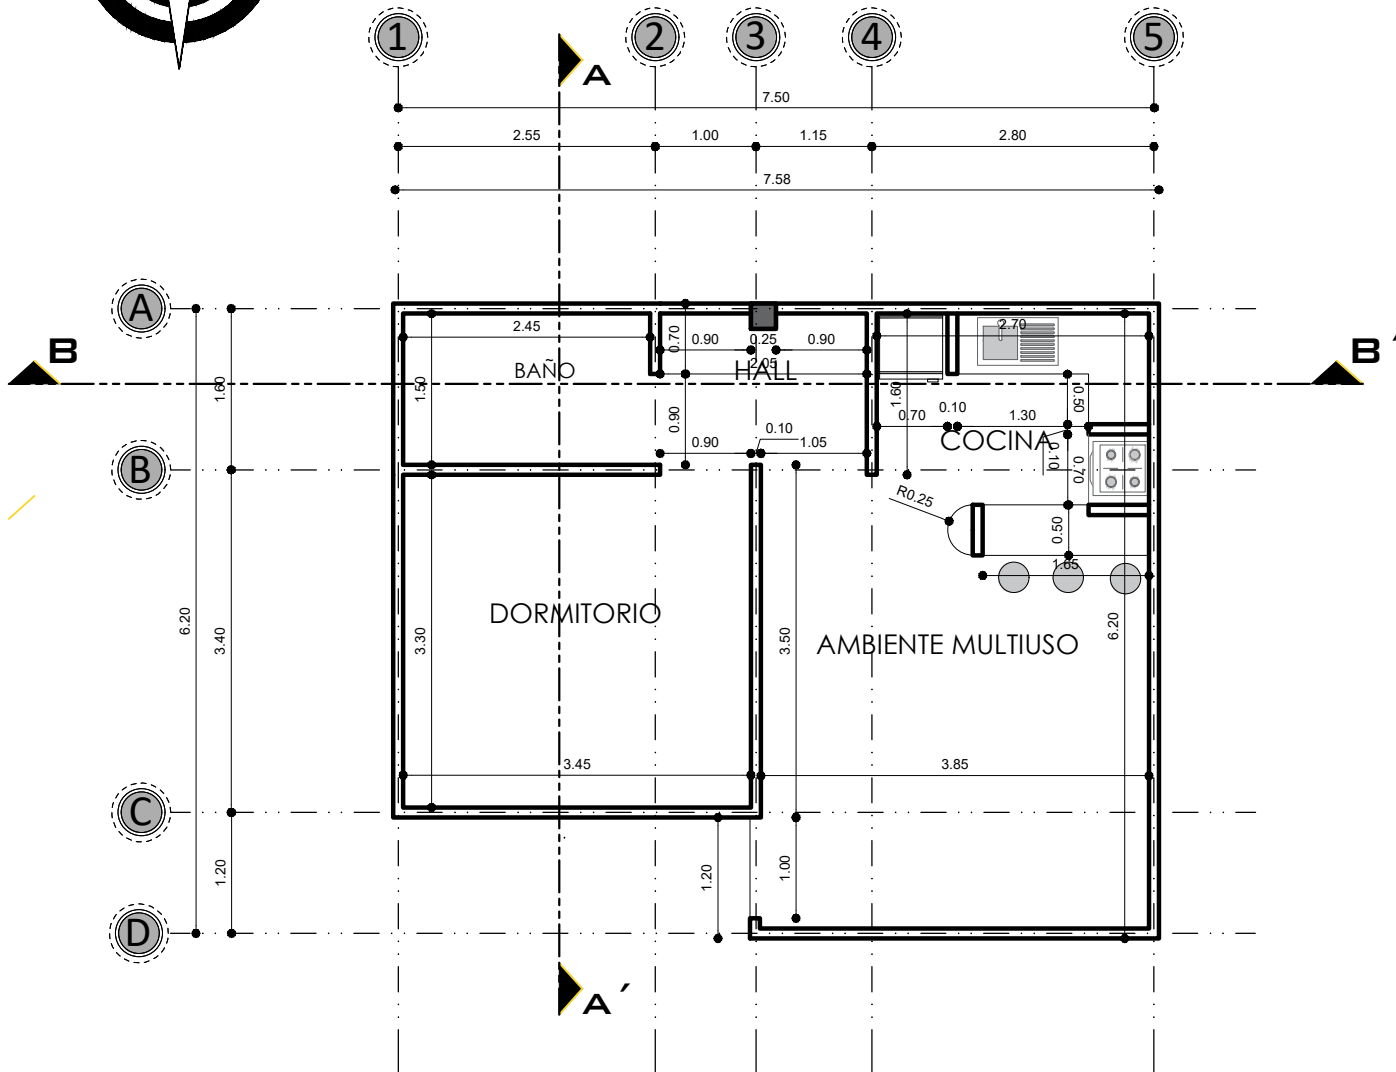 1 2 3 4 5
A
7.50
2.55 1.00 1.15 2.80
7.58
A
B B´
2.45 0.70 0.90 0.25 0.90 2.70
2.05
BAÑO HALL
1.60 1.50 1.60 0.50
0.90 0.70 0.10 1.30
0.90 0.10 1.05 COCINA
B 0.10 0.70
R0.25
0.50
1.65
DORMITORIO
6.20 3.40 3.30 3.50 6.20
AMBIENTE MULTIUSO
3.45 3.85
C
1.20 1.20 1.00
D
A´